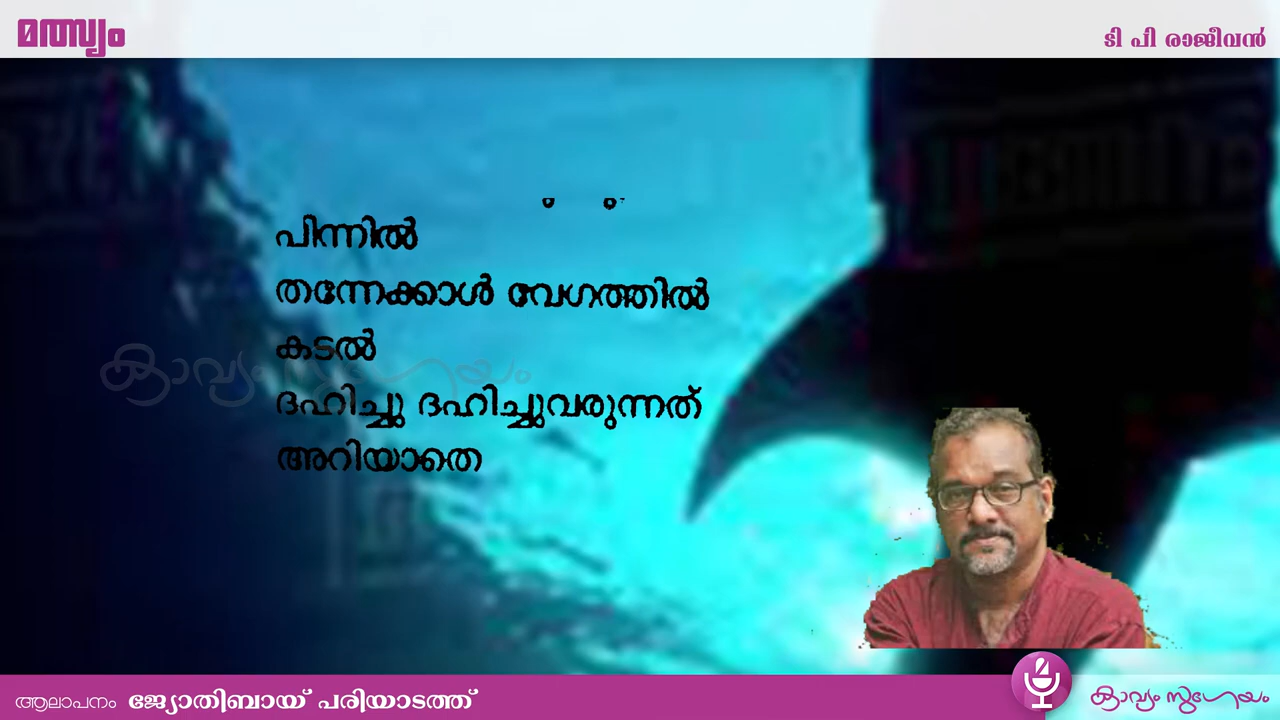 മത്സ്യം
ടി പി രാജീവൻ
പിന്നിൽ
തന്നേക്കാൾ വേഗത്തിൽ
കടൽ
ദഹിച്ചു ദഹിച്ചുവരുന്നത്
അറിയാതെ
കാവ്യം സുഗേയം
ആലാപനം ജ്യോതിബായ് പരിയാടത്ത്
കാവ്യം സുഗേയം